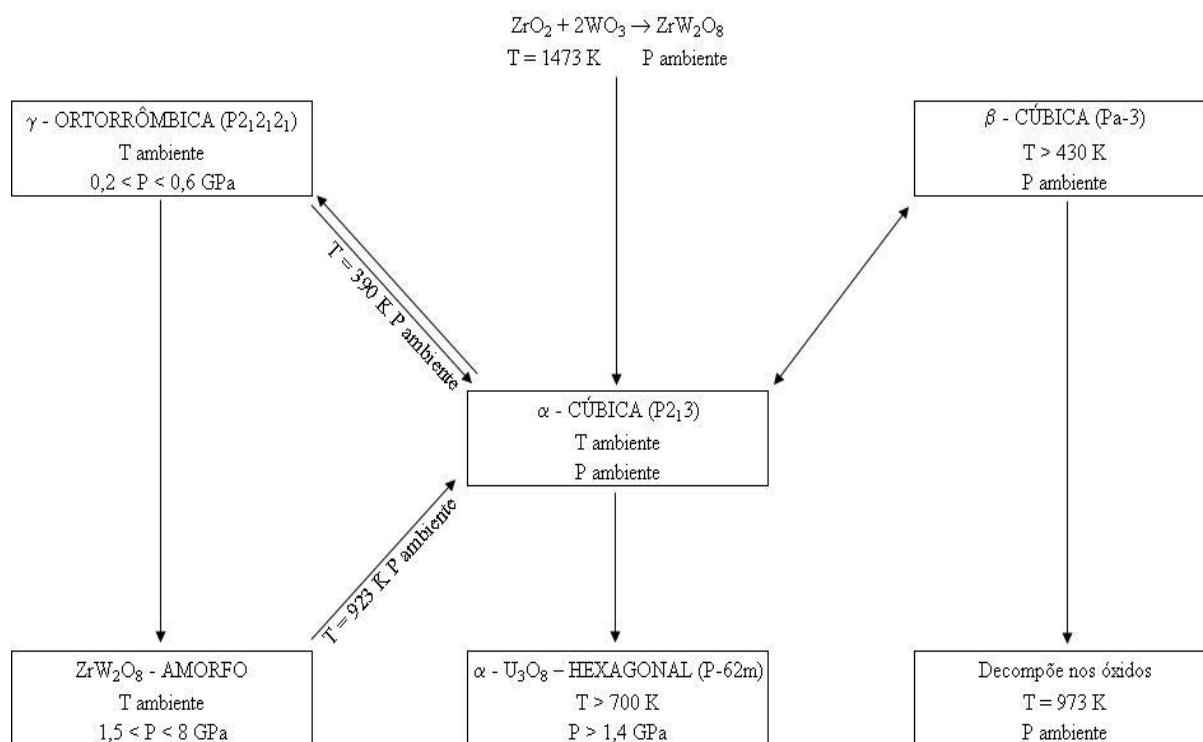 ZrO₂ + 2WO₃ → ZrW₂O₈
T = 1473 K P ambiente
γ - ORTORRÔMBICA (P2₁2₁2₁)
T ambiente
0,2 < P < 0,6 GPa
β - CÚBICA (Pa-3)
T > 430 K
P ambiente
T = 390 K P ambiente
α - CÚBICA (P2₁3)
T ambiente
P ambiente
T = 923 K P ambiente
ZrW₂O₈ - AMORFO
T ambiente
1,5 < P < 8 GPa
α - U₃O₈ – HEXAGONAL (P-62m)
T > 700 K
P > 1,4 GPa
Decompõe nos óxidos
T = 973 K
P ambiente